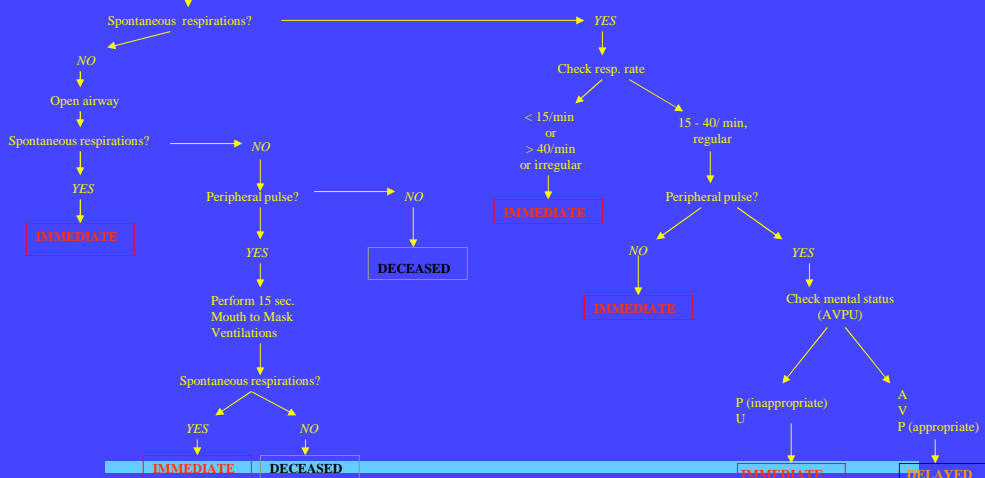 Spontaneous respirations?
YES
NO
Check resp. rate
Open airway
< 15/min
or
> 40/min
or irregular
15 - 40/ min,
regular
Spontaneous respirations?
NO
YES
Peripheral pulse?
NO
Peripheral pulse?
IMMEDIATE
IMMEDIATE
YES
DECEASED
NO
YES
Perform 15 sec.
Mouth to Mask
Ventilations
IMMEDIATE
Check mental status
(AVPU)
Spontaneous respirations?
P (inappropriate)
U
A
V
P (appropriate)
YES
NO
IMMEDIATE
DECEASED
IMMEDIATE
DELAYED